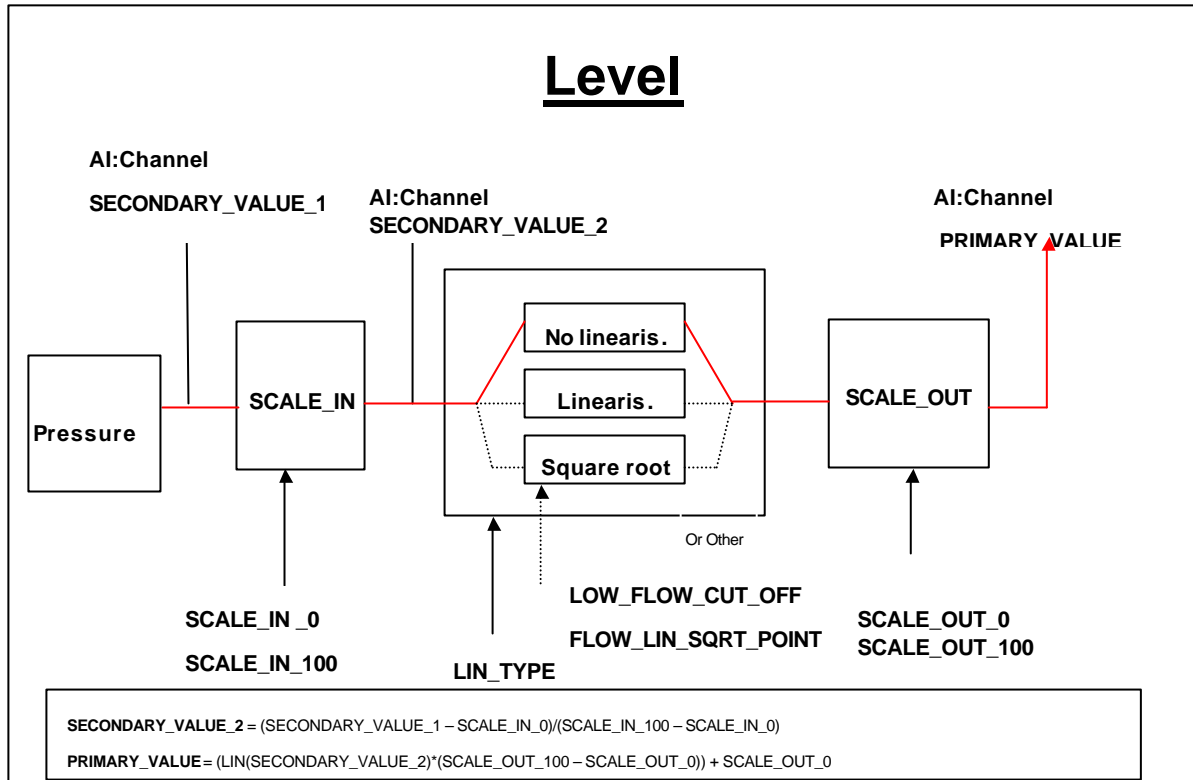 Level
AI:Channel
SECONDARY_VALUE_1
AI:Channel
SECONDARY_VALUE_2
AI:Channel
PRIMARY_VALUE
Pressure
SCALE_IN
No linearis.
Linearis.
Square root
SCALE_OUT
Or Other
SCALE_IN _0
SCALE_IN_100
LIN_TYPE
LOW_FLOW_CUT_OFF
FLOW_LIN_SQRT_POINT
SCALE_OUT_0
SCALE_OUT_100
SECONDARY_VALUE_2 = (SECONDARY_VALUE_1 – SCALE_IN_0)/(SCALE_IN_100 – SCALE_IN_0)
PRIMARY_VALUE = (LIN(SECONDARY_VALUE_2)*(SCALE_OUT_100 – SCALE_OUT_0)) + SCALE_OUT_0